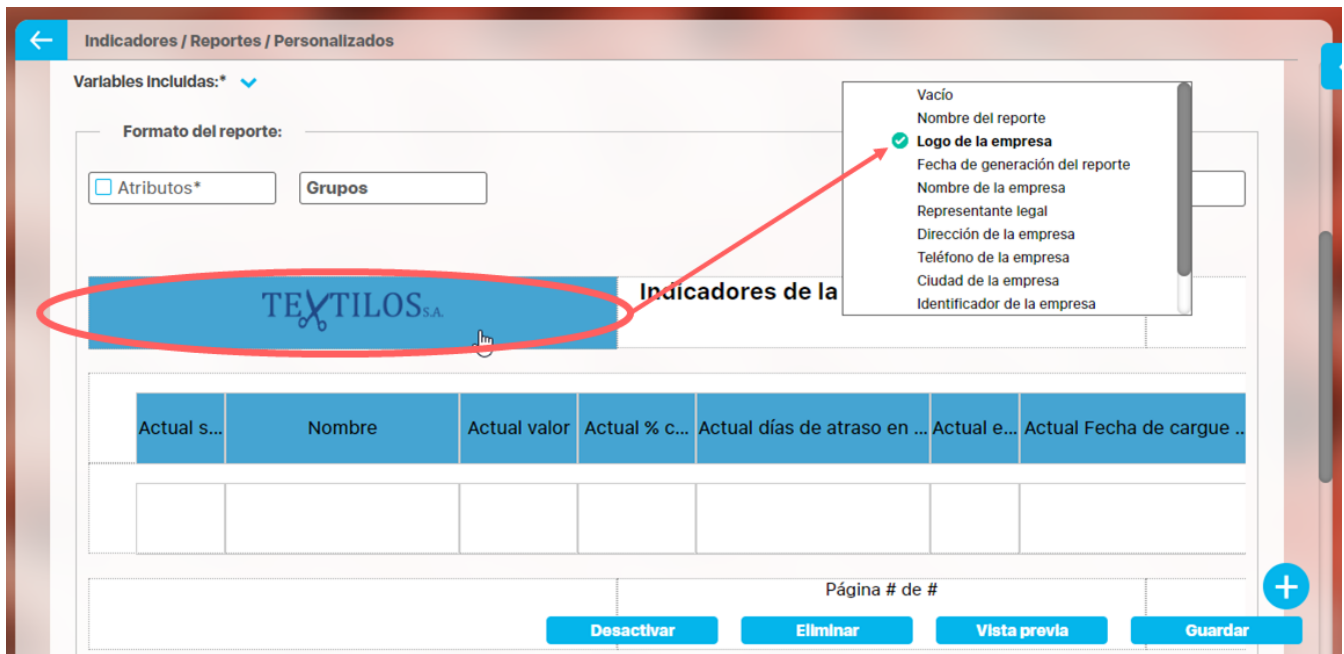 Indicadores / Reportes / Personalizados
Variables incluidas:*
Formato del reporte:
Atributos*
Grupos
Vacío
Nombre del reporte
Logo de la empresa
Fecha de generación del reporte
Nombre de la empresa
Representante legal
Dirección de la empresa
Teléfono de la empresa
Ciudad de la empresa
Identificador de la empresa
TEXTILOS S.A.
Indicadores de la
Actual s... Nombre Actual valor Actual % c... Actual días de atraso en ... Actual e... Actual Fecha de cargue ..
Página # de #
Desactivar Eliminar Vista previa Guardar